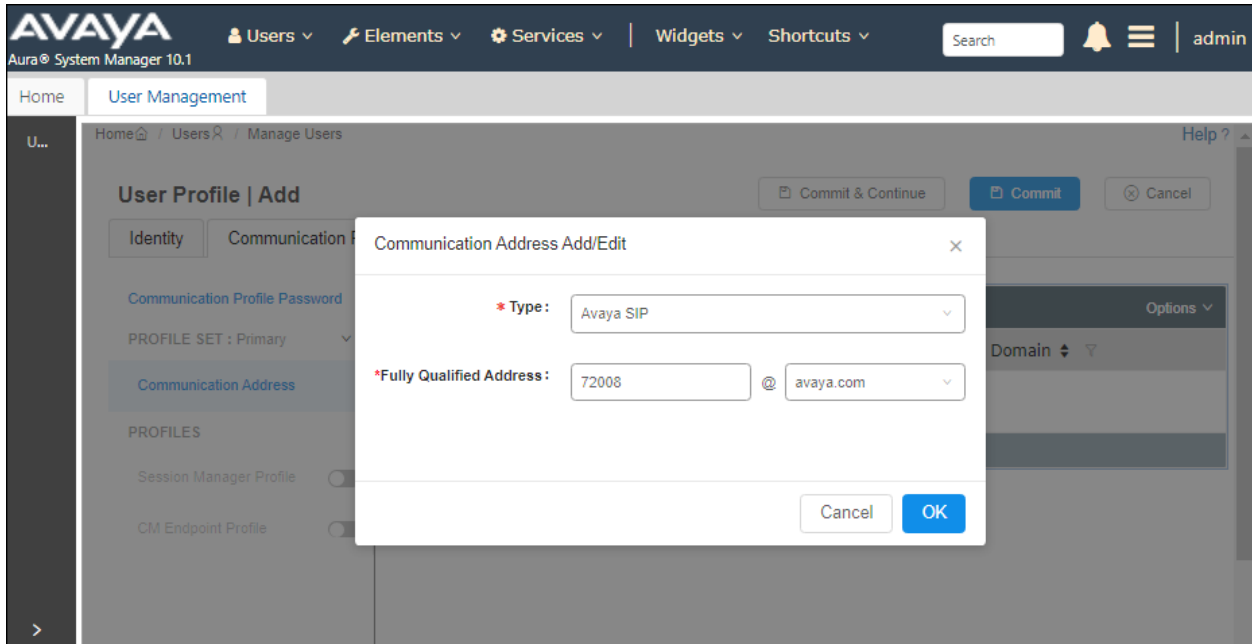 AVAYA
Aura® System Manager 10.1
Users Elements Services | Widgets Shortcuts Search admin
Home User Management
U...
Home / Users / Manage Users Help ?
User Profile | Add Commit & Continue Commit Cancel
Identity Communication
Communication Address Add/Edit
Communication Profile Password
* Type : Avaya SIP
Options
PROFILE SET : Primary
Domain
*Fully Qualified Address : 72008 @ avaya.com
Communication Address
PROFILES
Session Manager Profile
CM Endpoint Profile
Cancel OK